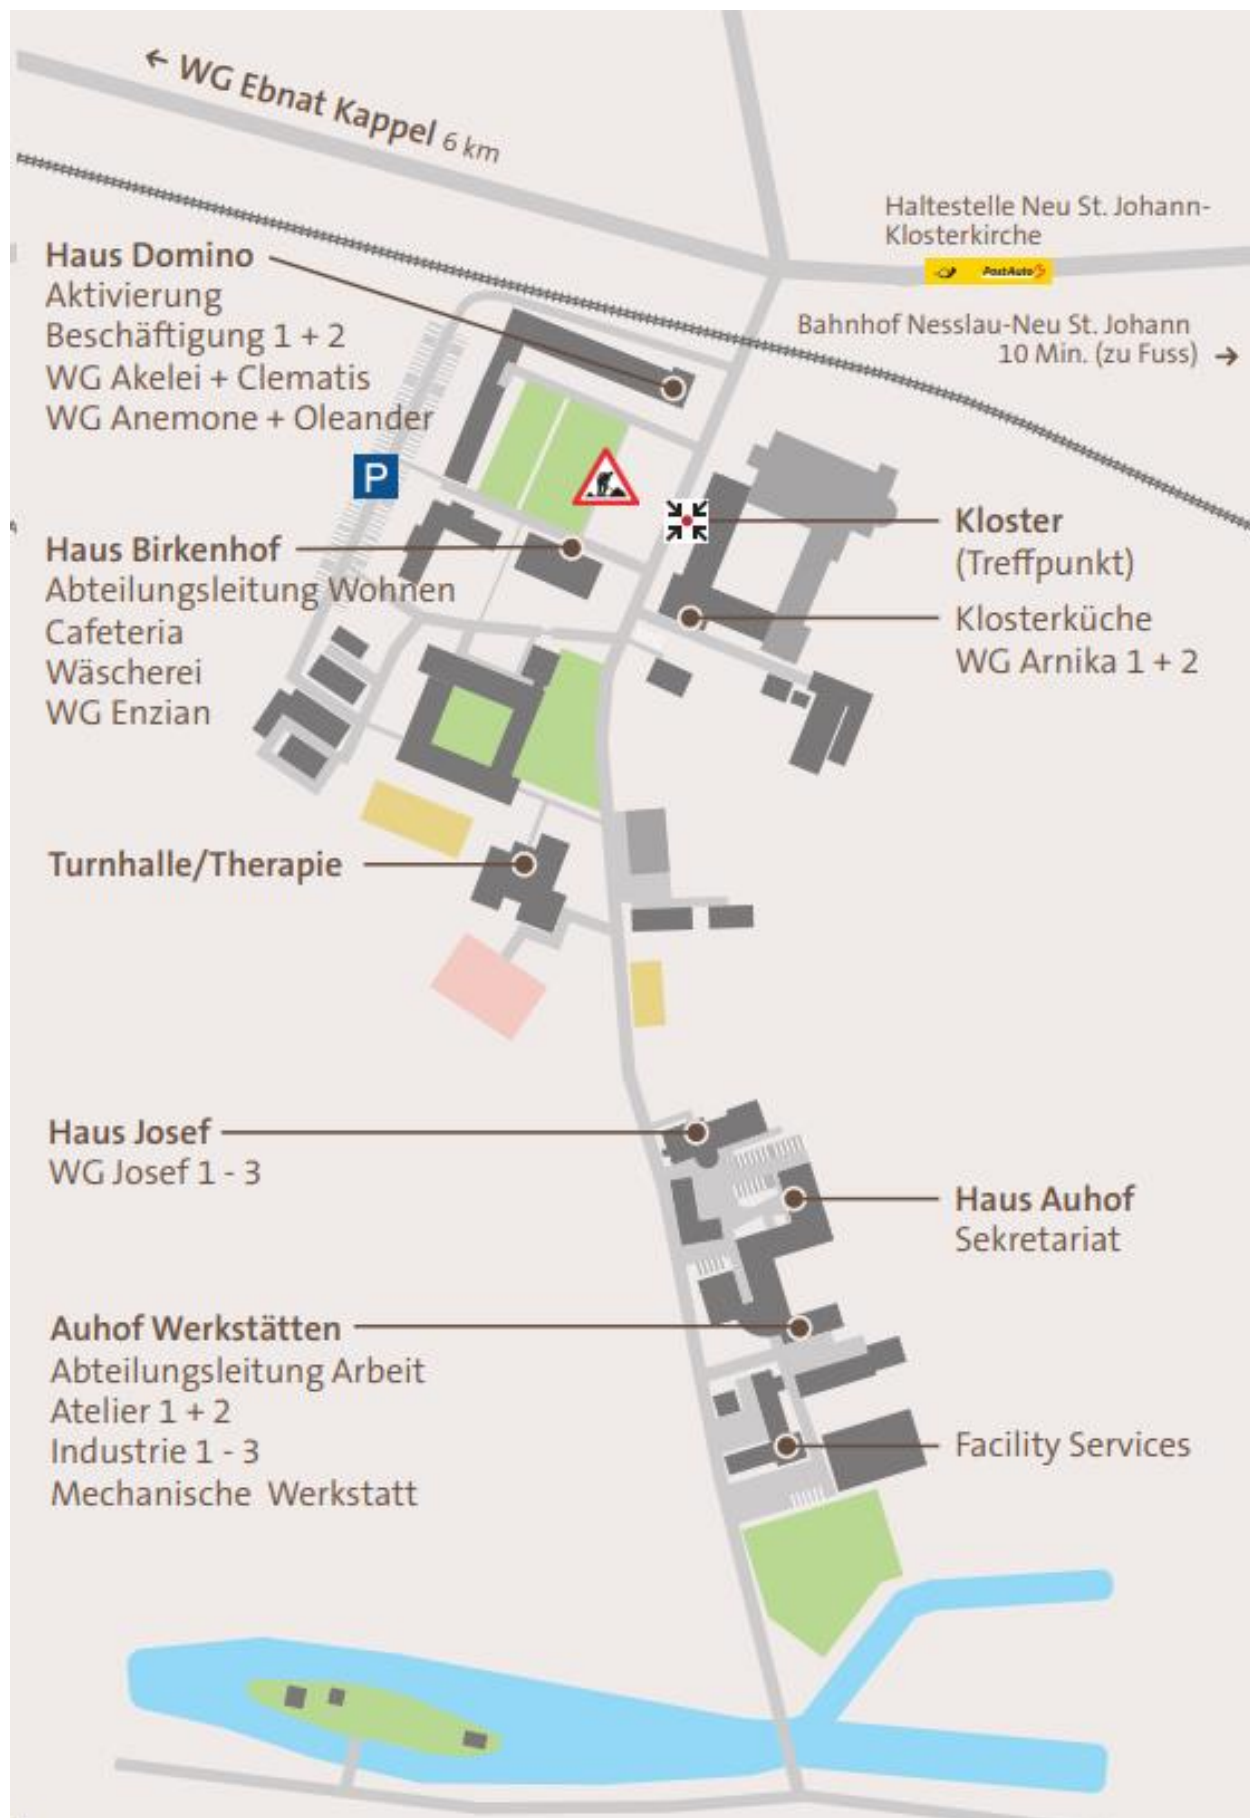 ← WG Ebnat Kappel 6 km
Haltestelle Neu St. Johann-
Klosterkirche
PostAuto
Bahnhof Nesslau-Neu St. Johann
10 Min. (zu Fuss) →
Haus Domino
Aktivierung
Beschäftigung 1 + 2
WG Akelei + Clematis
WG Anemone + Oleander
P
Kloster
(Treffpunkt)
Klosterküche
WG Arnika 1 + 2
Haus Birkenhof
Abteilungsleitung Wohnen
Cafeteria
Wäscherei
WG Enzian
Turnhalle/Therapie
Haus Josef
WG Josef 1 - 3
Haus Auhof
Sekretariat
Auhof Werkstätten
Abteilungsleitung Arbeit
Atelier 1 + 2
Industrie 1 - 3
Mechanische Werkstatt
Facility Services